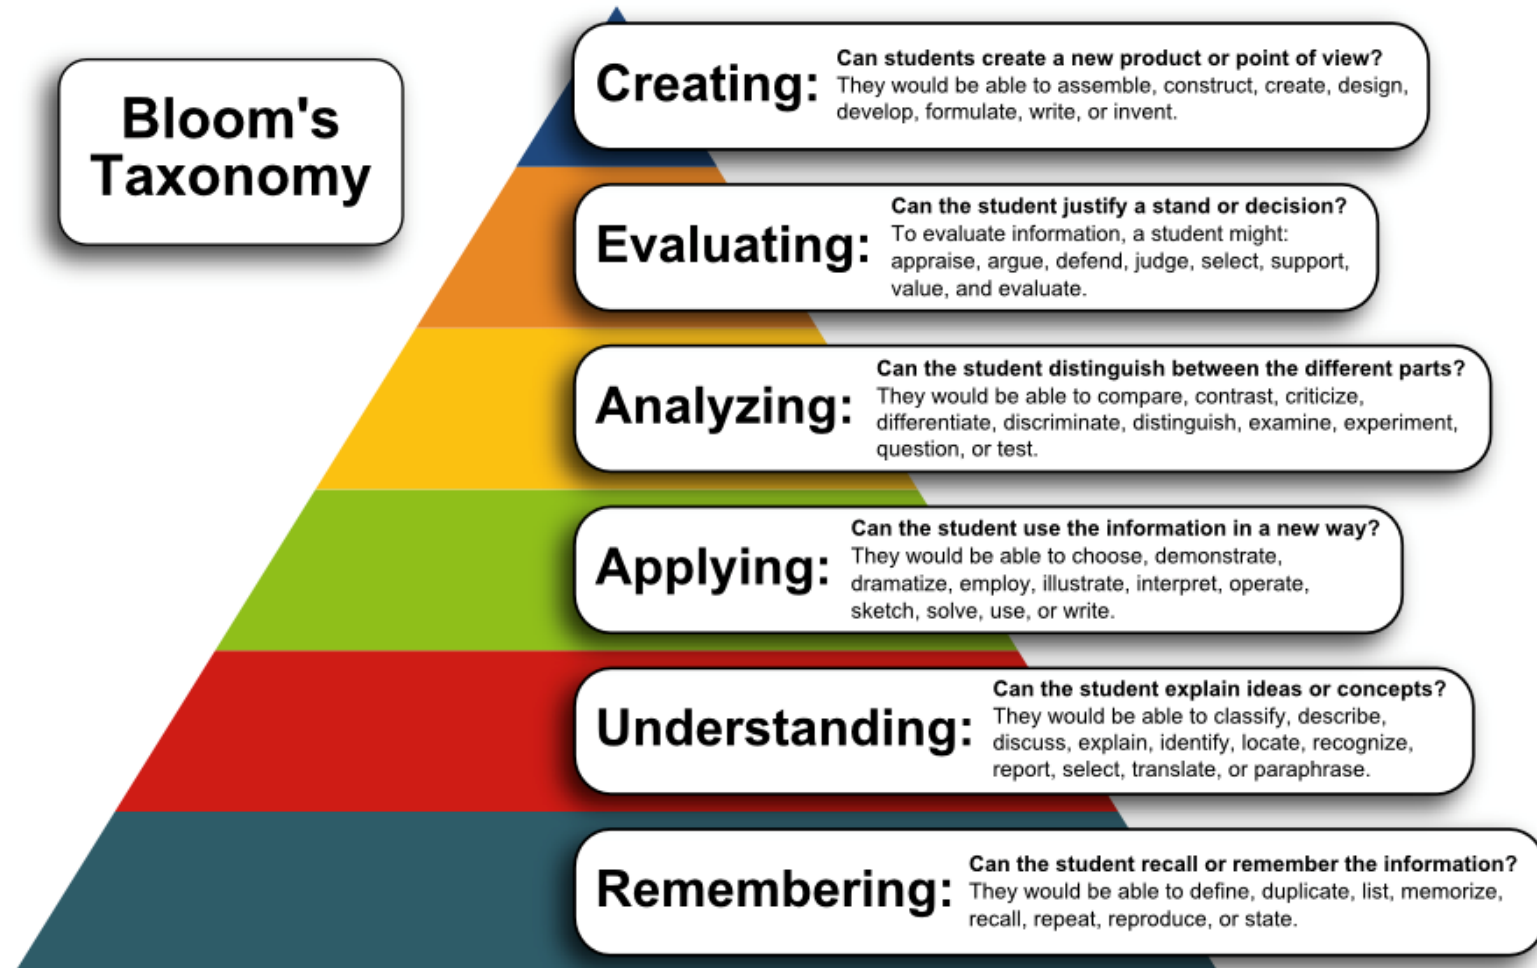 Bloom's
Taxonomy
Creating:
Can students create a new product or point of view?
They would be able to assemble, construct, create, design,
develop, formulate, write, or invent.
Evaluating:
Can the student justify a stand or decision?
To evaluate information, a student might:
appraise, argue, defend, judge, select, support,
value, and evaluate.
Analyzing:
Can the student distinguish between the different parts?
They would be able to compare, contrast, criticize,
differentiate, discriminate, distinguish, examine, experiment,
question, or test.
Applying:
Can the student use the information in a new way?
They would be able to choose, demonstrate,
dramatize, employ, illustrate, interpret, operate,
sketch, solve, use, or write.
Understanding:
Can the student explain ideas or concepts?
They would be able to classify, describe,
discuss, explain, identify, locate, recognize,
report, select, translate, or paraphrase.
Remembering:
Can the student recall or remember the information?
They would be able to define, duplicate, list, memorize,
recall, repeat, reproduce, or state.